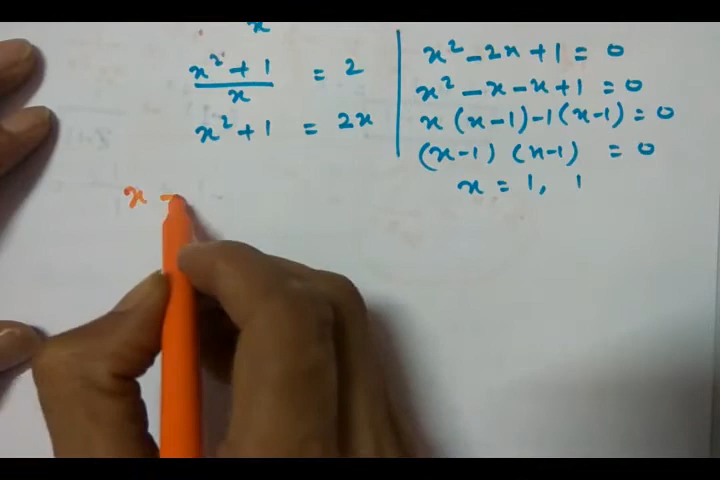 x
x² + 1 / x = 2
x² + 1 = 2x
x² - 2x + 1 = 0
x² - x - x + 1 = 0
x (x-1) - 1 (x-1) = 0
(x-1) (x-1) = 0
x = 1, 1
x -